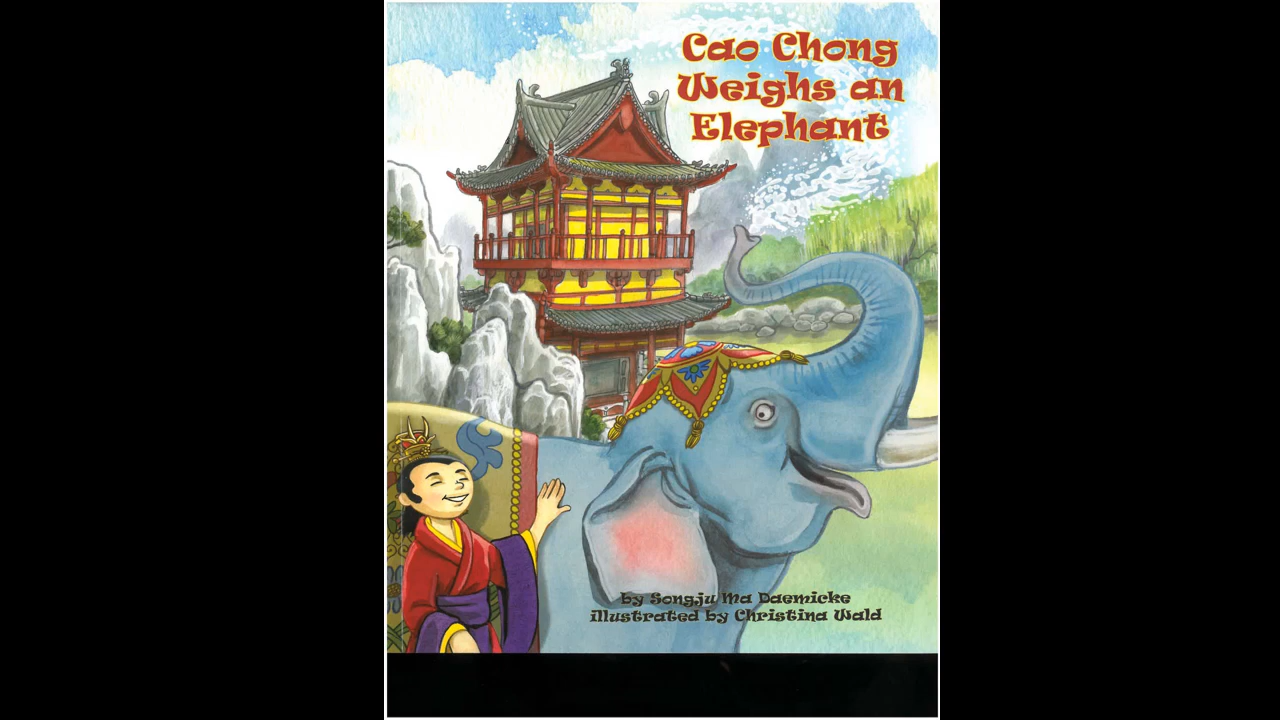 Cao Chong
Weighs an
Elephant
by Songju Ma Daemicke
illustrated by Christina Wald